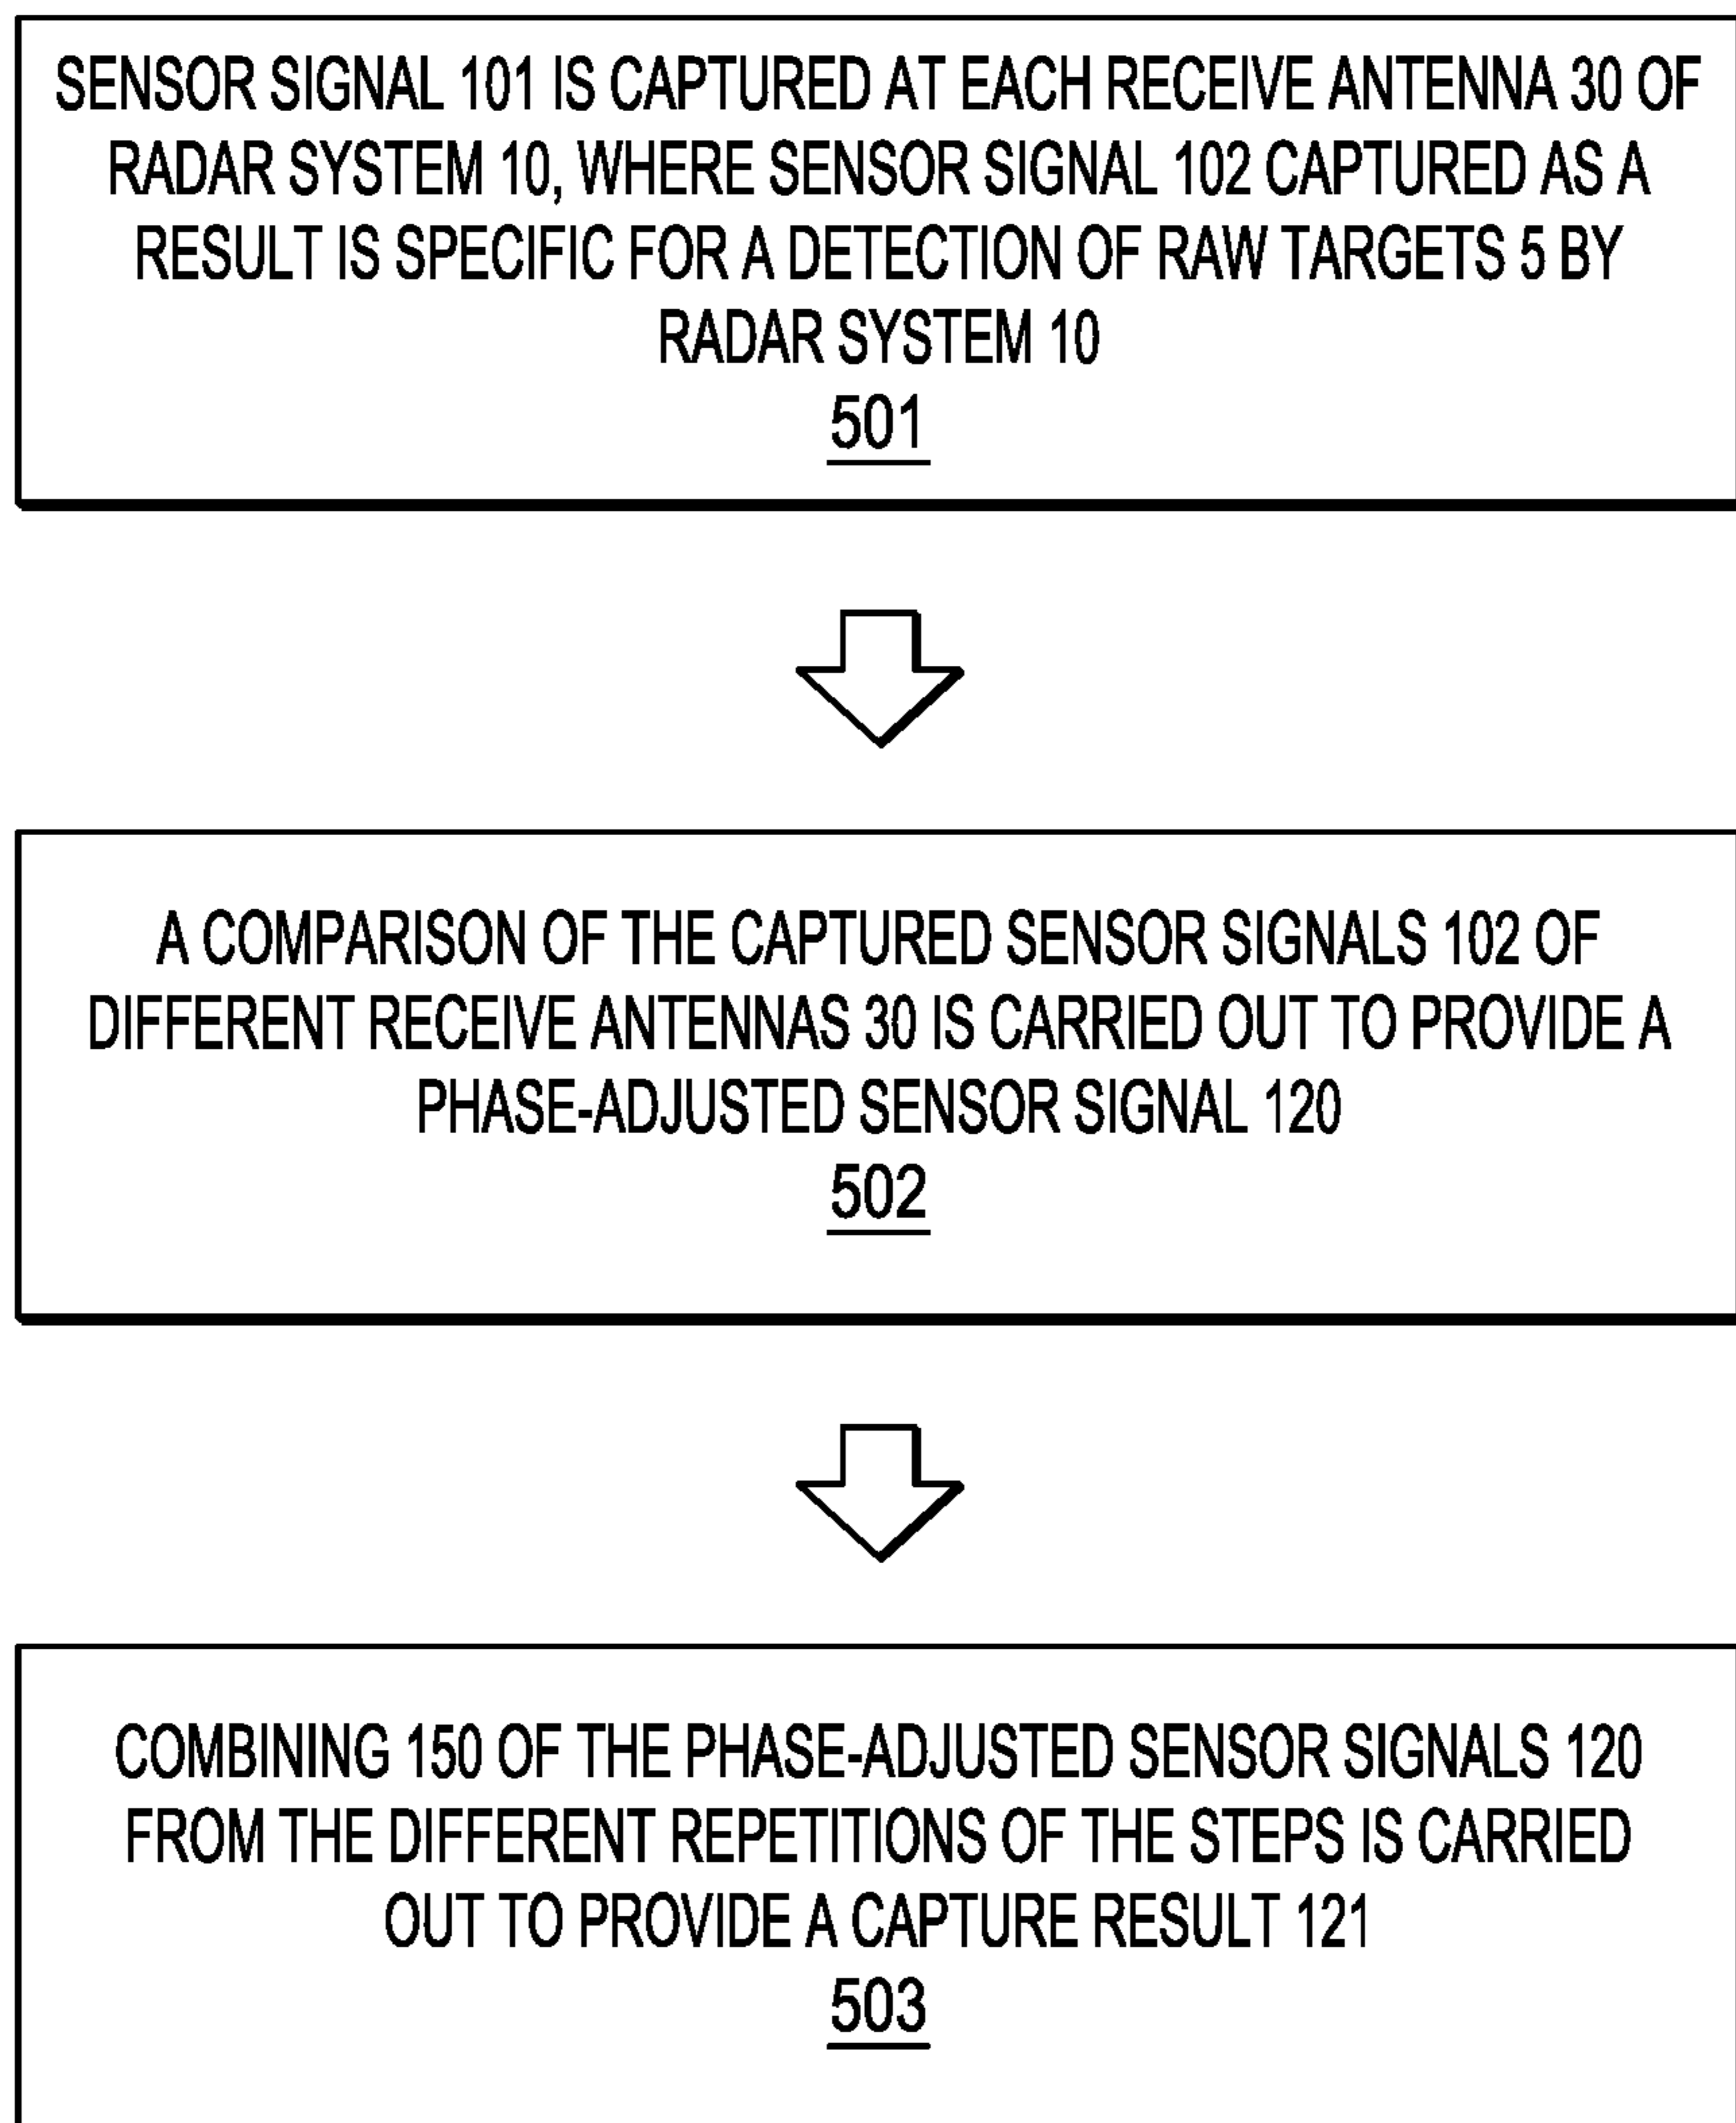 SENSOR SIGNAL 101 IS CAPTURED AT EACH RECEIVE ANTENNA 30 OF
RADAR SYSTEM 10, WHERE SENSOR SIGNAL 102 CAPTURED AS A
RESULT IS SPECIFIC FOR A DETECTION OF RAW TARGETS 5 BY
RADAR SYSTEM 10
501
A COMPARISON OF THE CAPTURED SENSOR SIGNALS 102 OF
DIFFERENT RECEIVE ANTENNAS 30 IS CARRIED OUT TO PROVIDE A
PHASE-ADJUSTED SENSOR SIGNAL 120
502
COMBINING 150 OF THE PHASE-ADJUSTED SENSOR SIGNALS 120
FROM THE DIFFERENT REPETITIONS OF THE STEPS IS CARRIED
OUT TO PROVIDE A CAPTURE RESULT 121
503